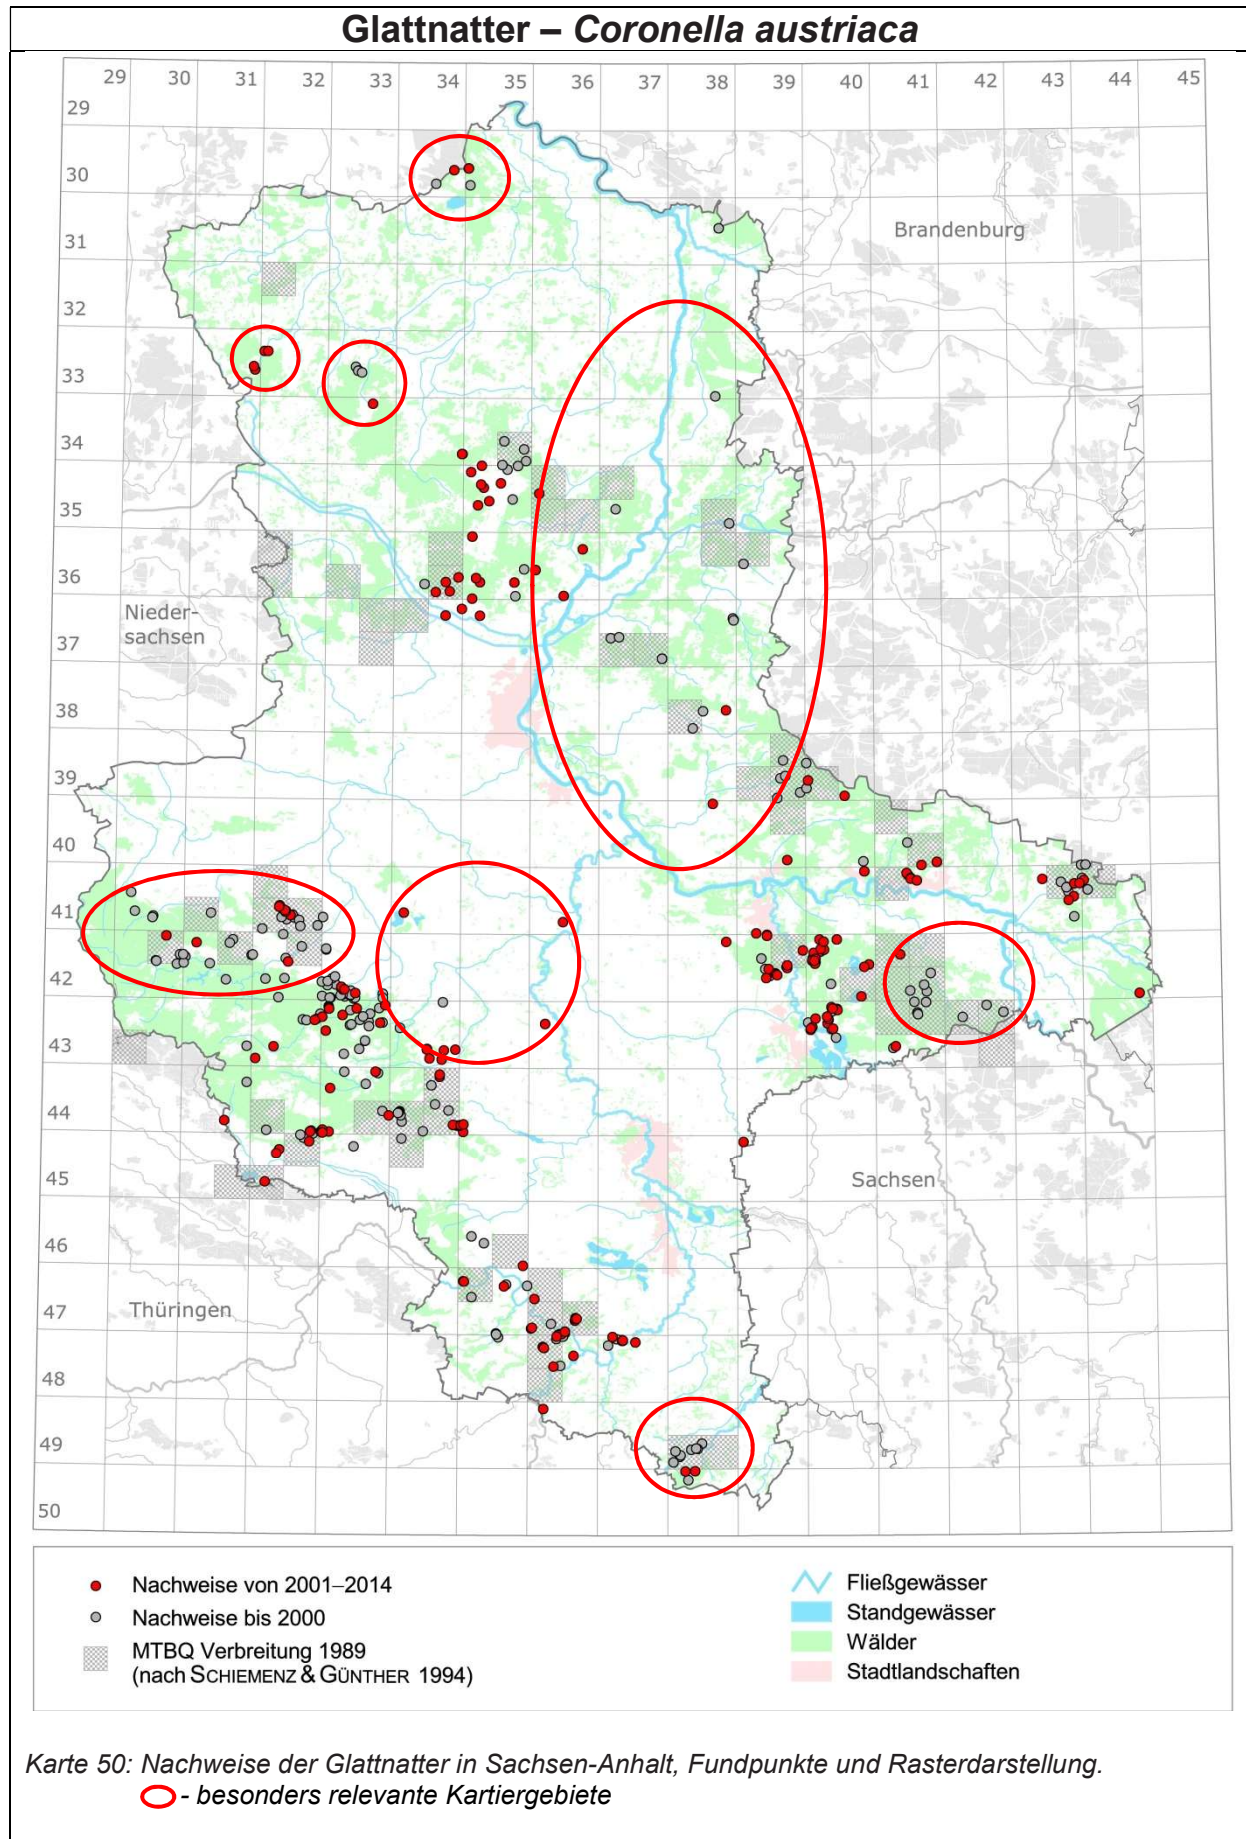 Glattnatter – Coronella austriaca
29 30 31 32 33 34 35 36 37 38 39 40 41 42 43 44 45
29
30
31
Brandenburg
32
33
34
35
36
Nieder-
sachsen
37
38
39
40
41
42
43
44
45
Sachsen
46
Thüringen
47
48
49
50
Nachweise von 2001–2014
Nachweise bis 2000
MTBQ Verbreitung 1989
(nach SCHIEMENZ & GÜNTHER 1994)
Fließgewässer
Standgewässer
Wälder
Stadtlandschaften
Karte 50: Nachweise der Glattnatter in Sachsen-Anhalt, Fundpunkte und Rasterdarstellung.
- besonders relevante Kartiergebiete